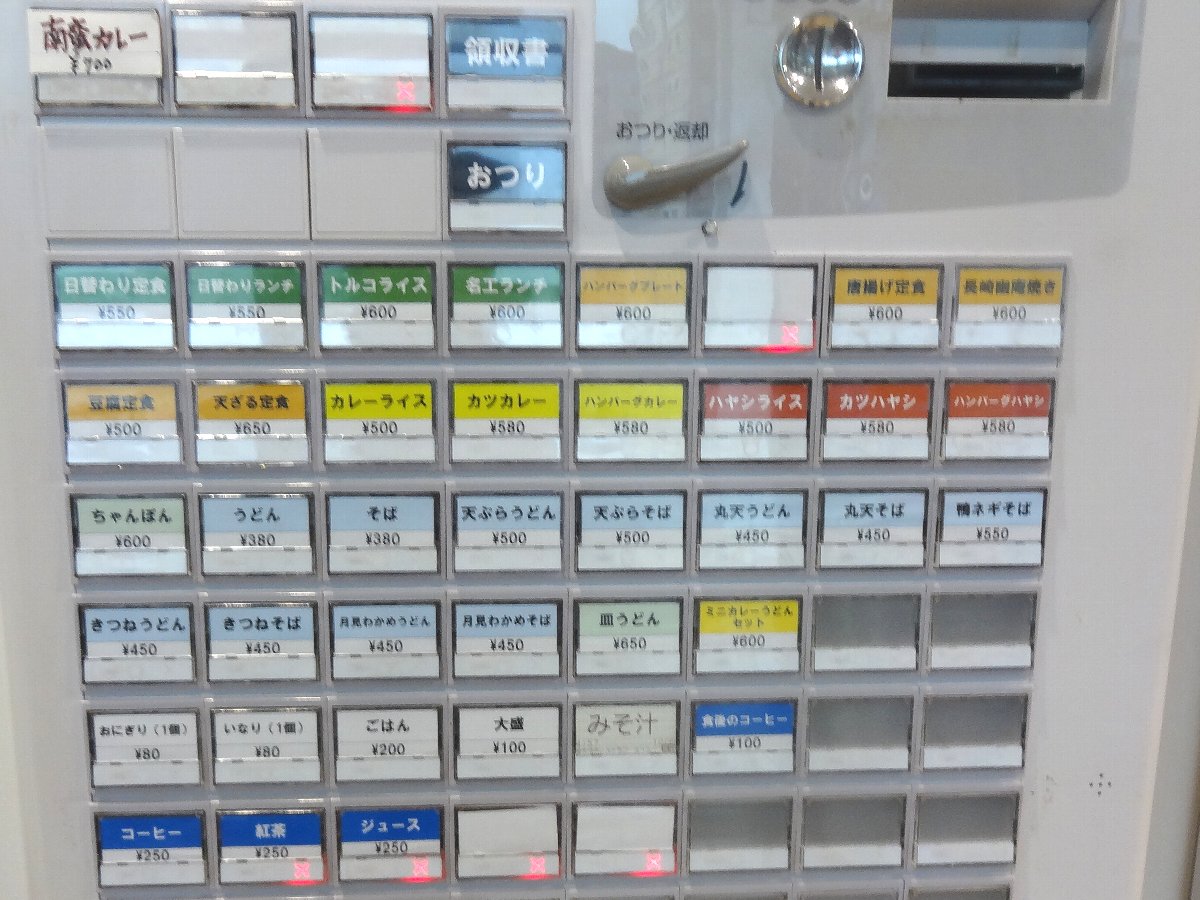 南蛮カレー
¥700
領収書
おつり・返却
おつり
日替わり定食
¥550
日替わりランチ
¥550
トルコライス
¥600
名工ランチ
¥600
ハンバーグプレート
¥600
唐揚げ定食
¥600
長崎幽庵焼き
¥600
豆腐定食
¥500
天ざる定食
¥650
カレーライス
¥500
カツカレー
¥580
ハンバーグカレー
¥580
ハヤシライス
¥500
カツハヤシ
¥580
ハンバーグハヤシ
¥580
ちゃんぽん
¥600
うどん
¥380
そば
¥380
天ぷらうどん
¥500
天ぷらそば
¥500
丸天うどん
¥450
丸天そば
¥450
鴨ネギそば
¥550
きつねうどん
¥450
きつねそば
¥450
月見わかめうどん
¥450
月見わかめそば
¥450
皿うどん
¥650
ミニカレーうどん
セット
¥600
おにぎり(1個)
¥80
いなり(1個)
¥80
ごはん
¥200
大盛
¥100
みそ汁
食後のコーヒー
¥100
コーヒー
¥250
紅茶
¥250
ジュース
¥250